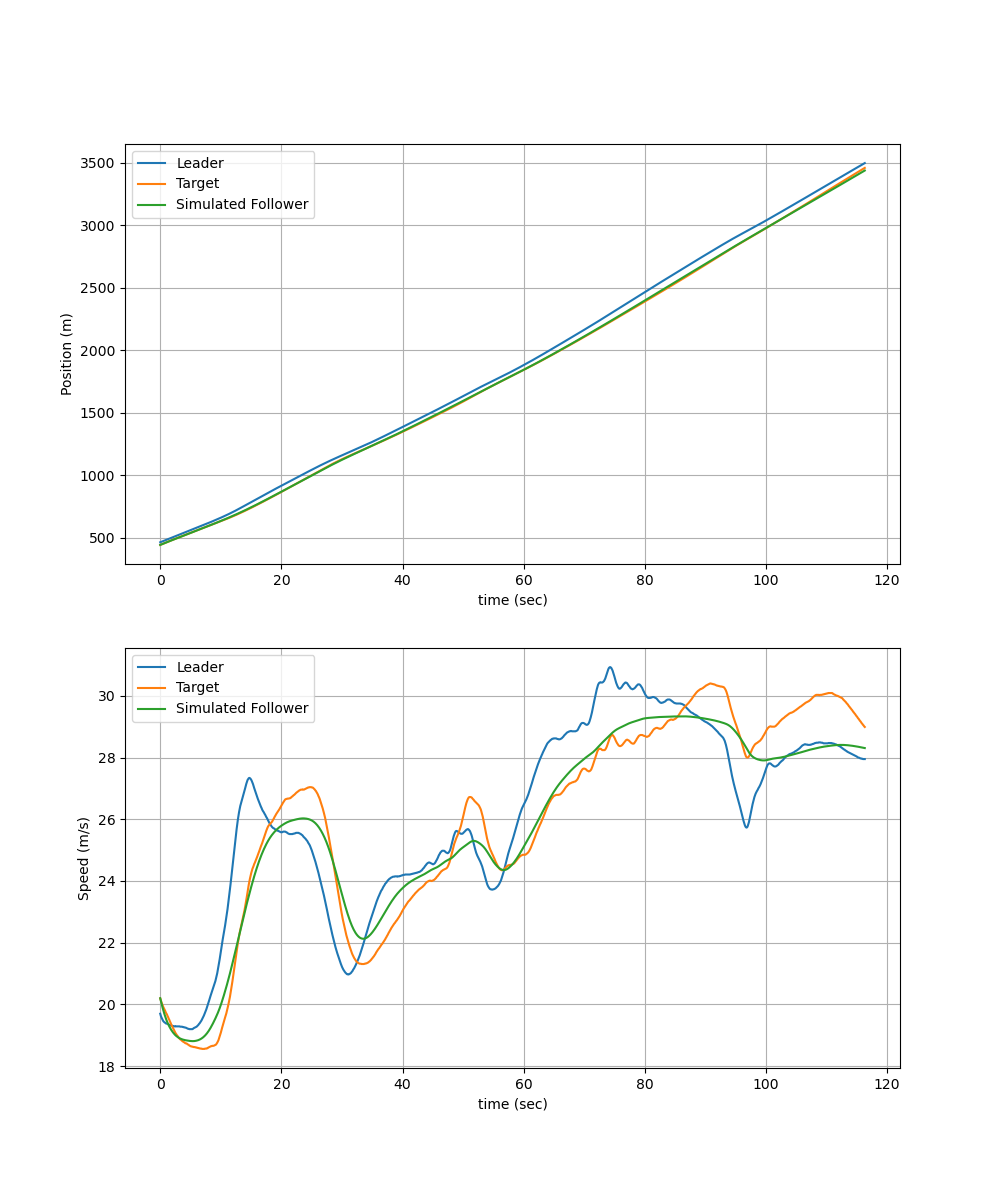 Leader
Target
Simulated Follower
3500
3000
2500
2000
1500
1000
500
Position (m)
0 20 40 60 80 100 120
time (sec)
Leader
Target
Simulated Follower
30
28
26
24
22
20
18
Speed (m/s)
0 20 40 60 80 100 120
time (sec)